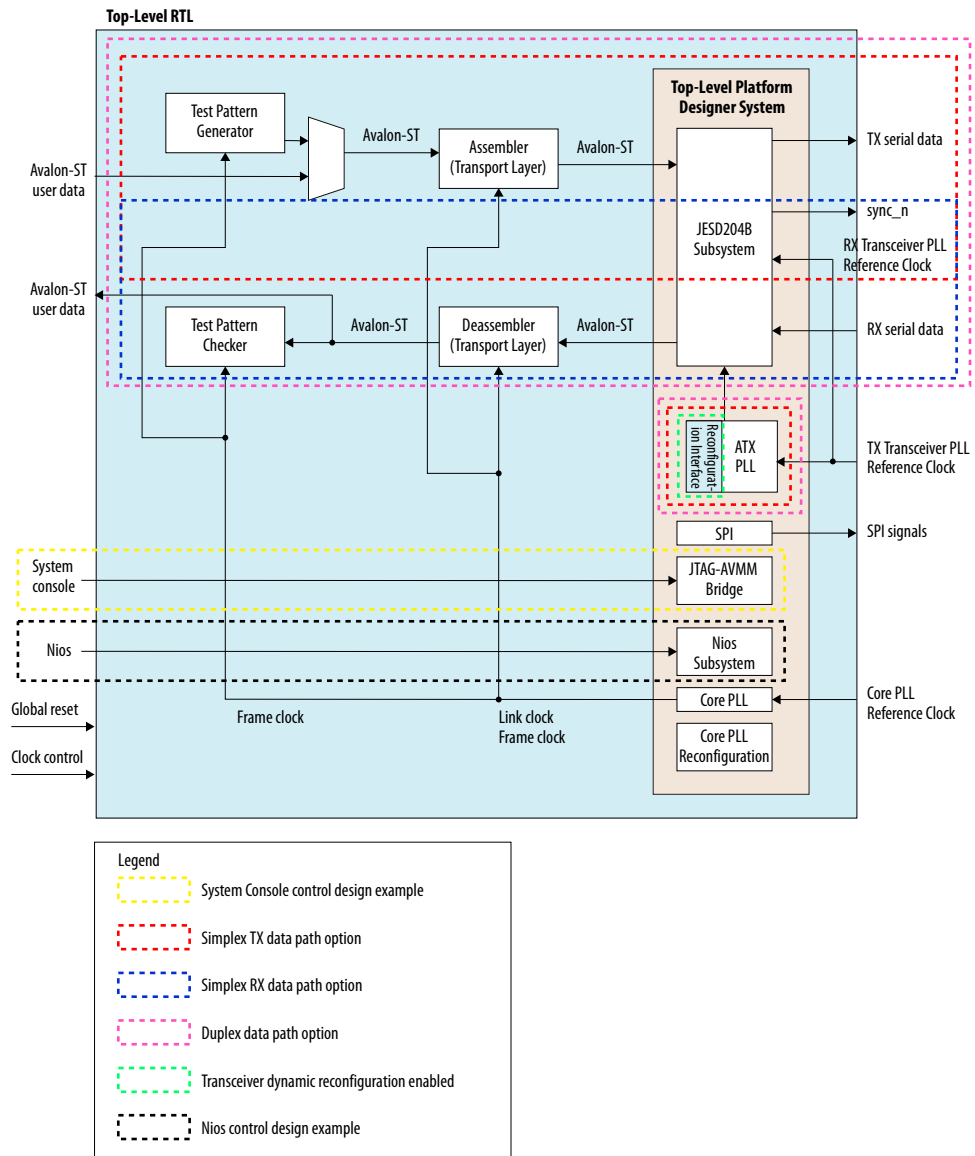 Top-Level RTL
Top-Level Platform
Designer System
Test Pattern
Generator
Avalon-ST
Assembler
(Transport Layer)
Avalon-ST
TX serial data
Avalon-ST
user data
sync_n
JESD204B
Subsystem
RX Transceiver PLL
Reference Clock
Avalon-ST
user data
Test Pattern
Checker
Avalon-ST
Deassembler
(Transport Layer)
Avalon-ST
RX serial data
Reconfigurat-
ion Interface
ATX
PLL
TX Transceiver PLL
Reference Clock
SPI
SPI signals
System
console
JTAG-AVMM
Bridge
Nios
Nios
Subsystem
Global reset
Frame clock
Link clock
Frame clock
Core PLL
Core PLL
Reference Clock
Clock control
Core PLL
Reconfiguration
Legend
System Console control design example
Simplex TX data path option
Simplex RX data path option
Duplex data path option
Transceiver dynamic reconfiguration enabled
Nios control design example